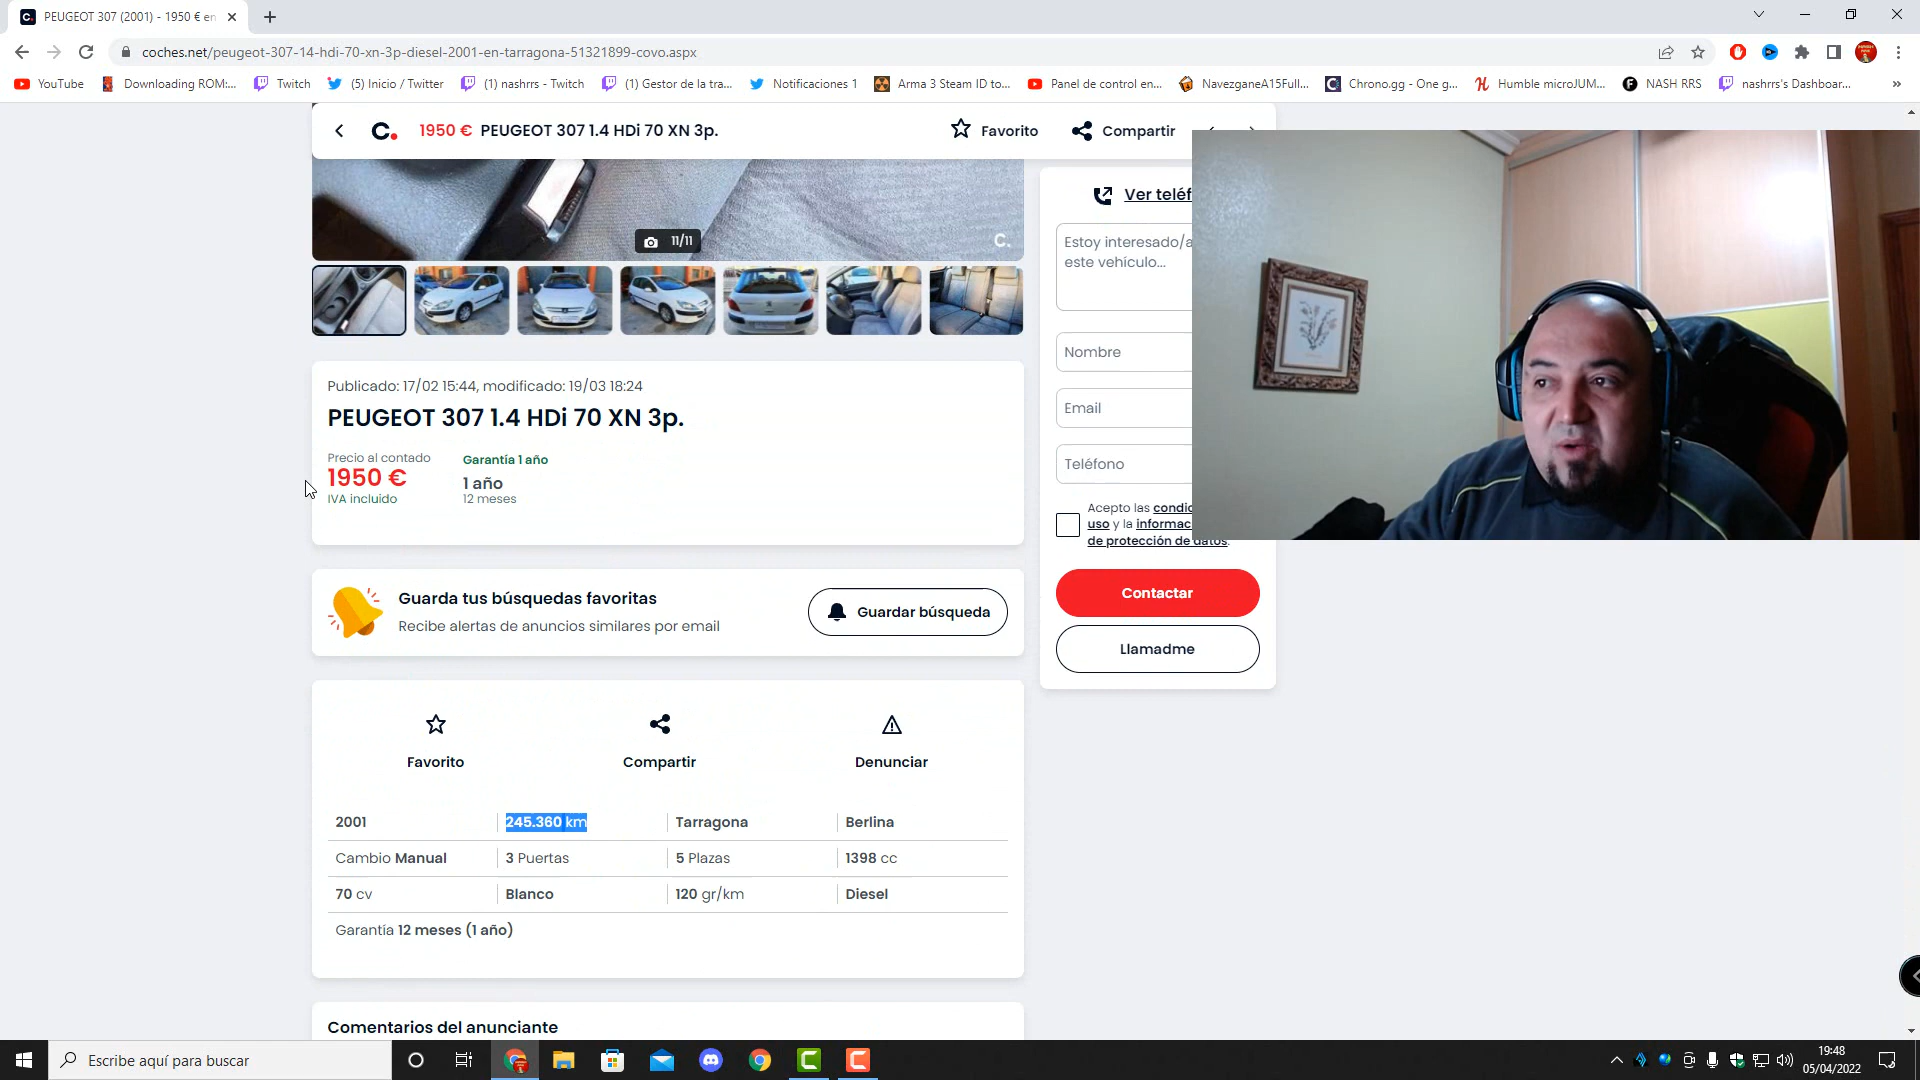 PEUGEOT 307 (2001) - 1950 € en
coches.net/peugeot-307-14-hdi-70-xn-3p-diesel-2001-en-tarragona-51321899-covo.aspx
YouTube
Downloading ROM:...
Twitch
(5) Inicio / Twitter
(1) nashrrs - Twitch
(1) Gestor de la tra...
Notificaciones 1
Arma 3 Steam ID to...
Panel de control en...
NavezganeA15Full...
Chrono.gg - One g...
Humble microJUM...
NASH RRS
nashrrs's Dashboar...
»
C.
1950 € PEUGEOT 307 1.4 HDi 70 XN 3p.
Favorito
Compartir
11/11
C.
Ver teléf
Estoy interesado/a
este vehículo...
Nombre
Email
Teléfono
Acepto las condic
uso y la informac
de protección de datos.
Contactar
Llamadme
Publicado: 17/02 15:44, modificado: 19/03 18:24
PEUGEOT 307 1.4 HDi 70 XN 3p.
Precio al contado
1950 €
IVA incluido
Garantía 1 año
1 año
12 meses
Guarda tus búsquedas favoritas
Recibe alertas de anuncios similares por email
Guardar búsqueda
Favorito
Compartir
Denunciar
2001
245.360 km
Tarragona
Berlina
Cambio Manual
3 Puertas
5 Plazas
1398 cc
70 cv
Blanco
120 gr/km
Diesel
Garantía 12 meses (1 año)
Comentarios del anunciante
Escribe aquí para buscar
19:48
05/04/2022